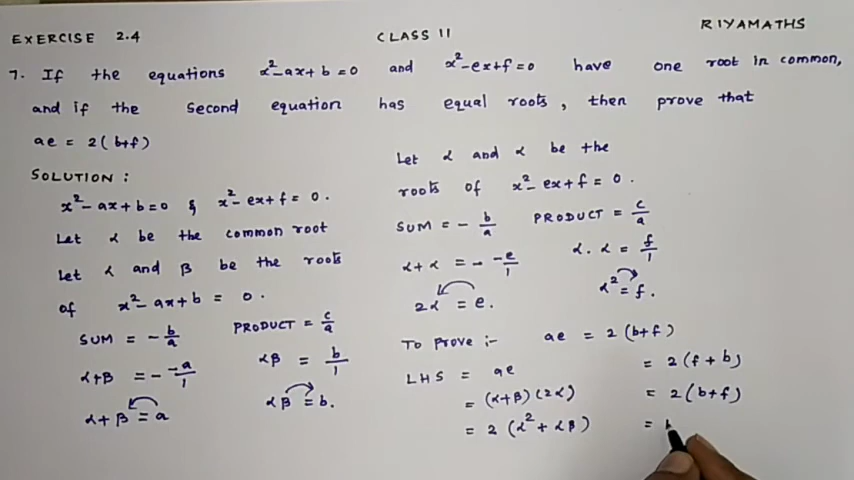 EXERCISE 2.4 CLASS 11 RIYAMATHS
7. If the equations x²-ax+b=0 and x²-ex+f=0 have one root in common,
and if the second equation has equal roots, then prove that
ae = 2(b+f)
SOLUTION :
x²-ax+b=0 & x²-ex+f=0.
Let α be the common root
Let α and β be the roots
of x²-ax+b = 0.
SUM = -b/a PRODUCT = c/a
α+β = - -a/1 αβ = b/1
α+β = a αβ = b.
Let α and α be the
roots of x²-ex+f=0.
SUM = -b/a PRODUCT = c/a
α+α = - -e/1 α.α = f/1
2α = e. α² = f.
To prove :- ae = 2(b+f)
LHS = ae
= (α+β)(2α)
= 2(α²+αβ)
= 2(f+b)
= 2(b+f)
=